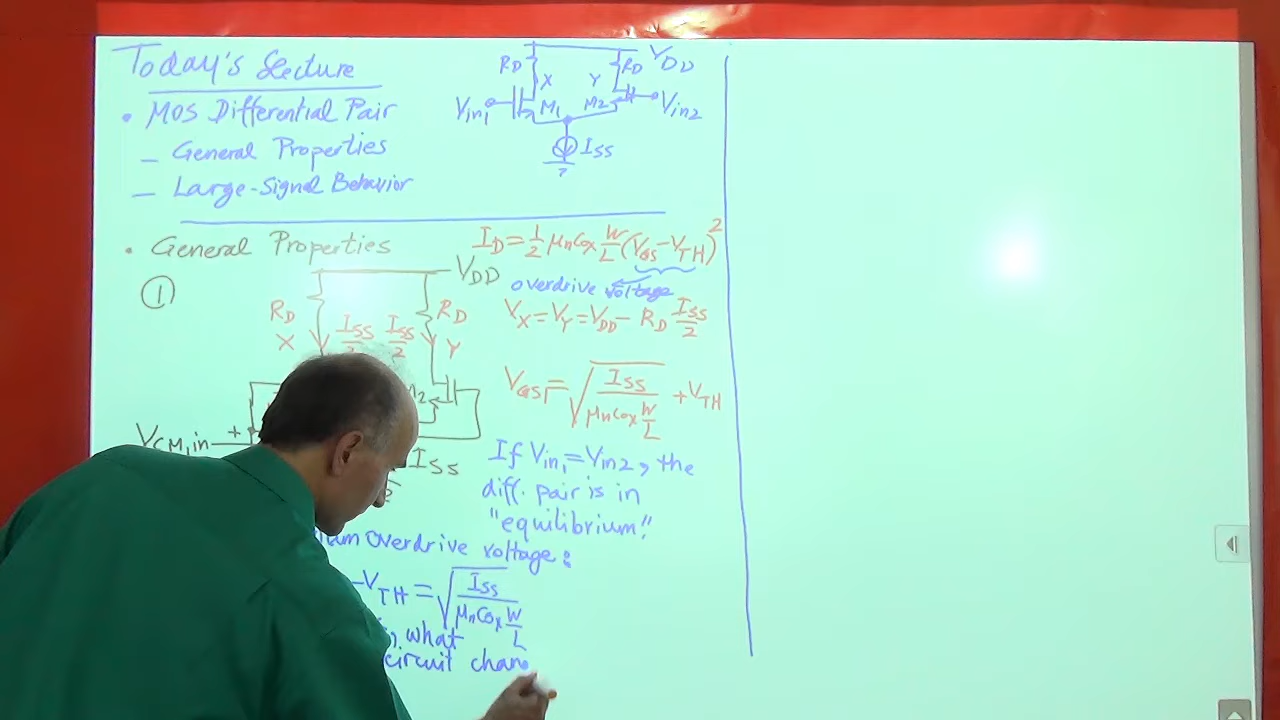 Today's Lecture
• MOS Differential Pair
– General Properties
– Large-Signal Behavior
RD X Y RD VDD
Vin1 M1 M2 Vin2
ISS
• General Properties
ID = 1/2 μnCox W/L (VGS - VTH)²
①
VDD
overdrive voltage
RD ISS/2 ISS/2 RD
X Y
VX = VY = VDD - RD ISS/2
VGS1 = √(ISS / (μnCox W/L)) + VTH
VCM,in +
ISS
If Vin1 = Vin2, the
diff. pair is in
"equilibrium".
Overdrive voltage:
-VTH = √(ISS / (μnCox W/L))
what
circuit chan